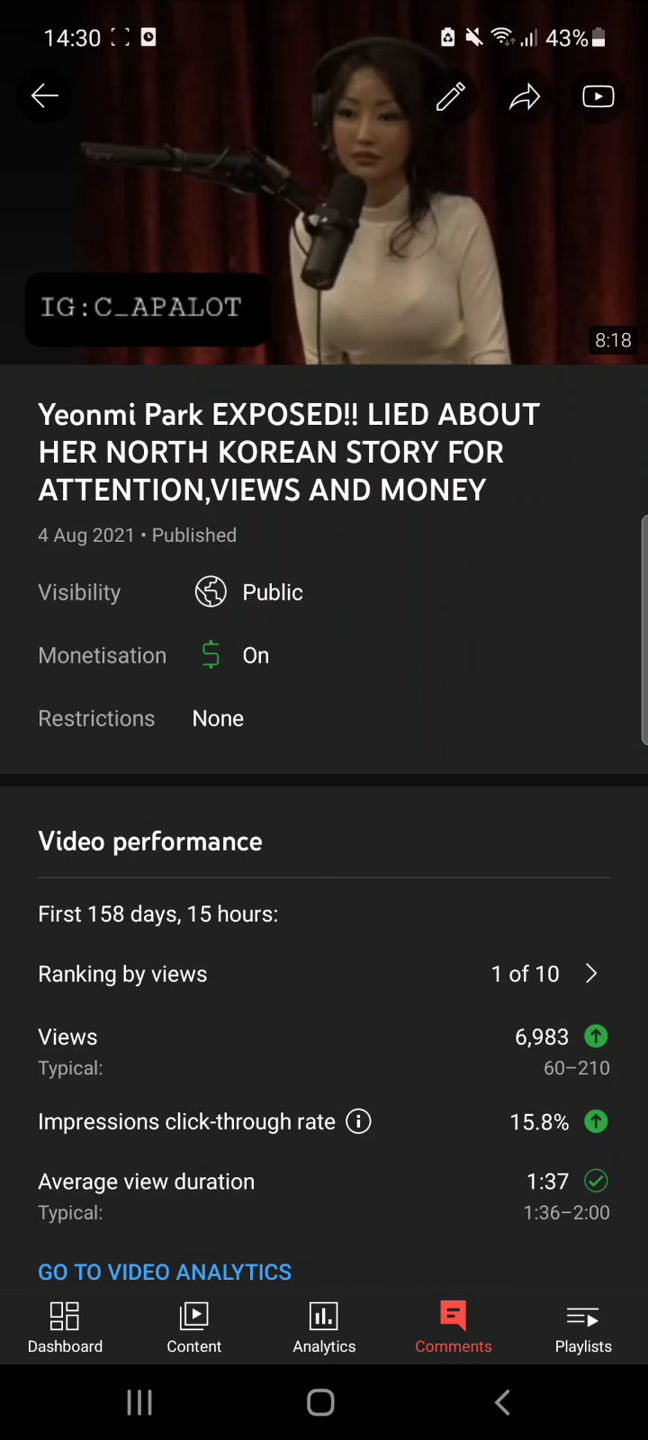 14:30
43%
IG:C_APALOT
8:18
Yeonmi Park EXPOSED!! LIED ABOUT
HER NORTH KOREAN STORY FOR
ATTENTION,VIEWS AND MONEY
4 Aug 2021 • Published
Visibility Public
Monetisation On
Restrictions None
Video performance
First 158 days, 15 hours:
Ranking by views 1 of 10
Views 6,983
Typical: 60–210
Impressions click-through rate 15.8%
Average view duration 1:37
Typical: 1:36–2:00
GO TO VIDEO ANALYTICS
Dashboard Content Analytics Comments Playlists